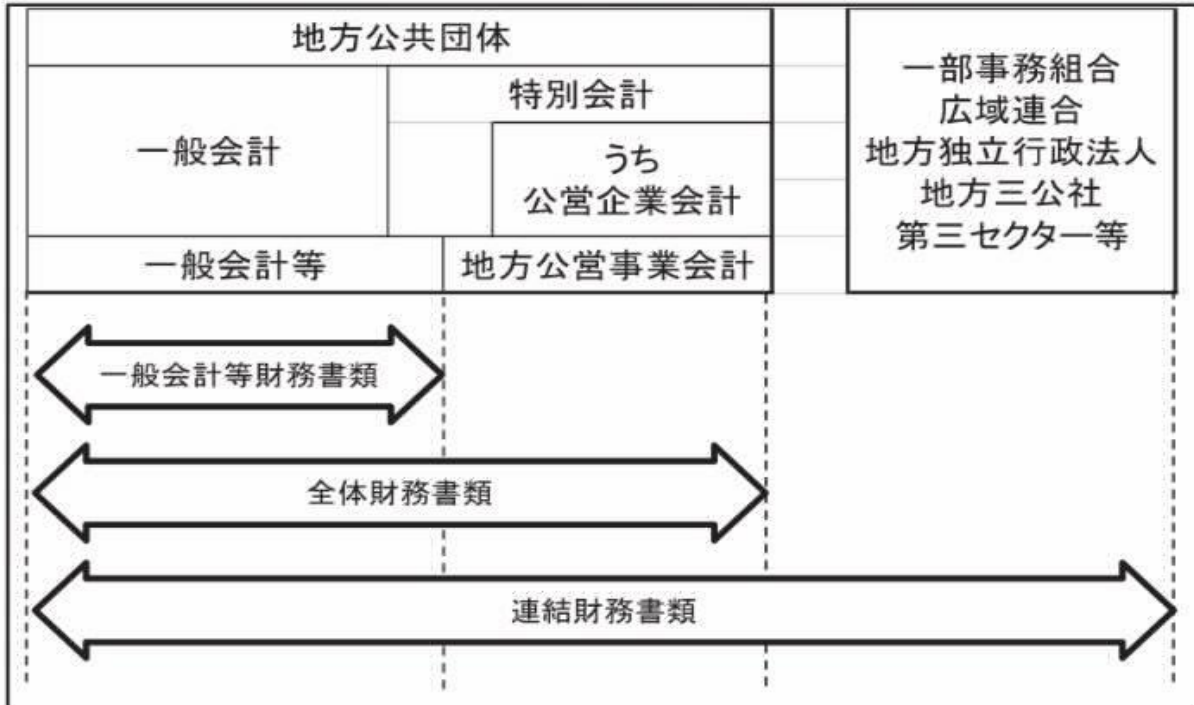 地方公共団体
一般会計
特別会計
うち
公営企業会計
一般会計等
地方公営事業会計
一部事務組合
広域連合
地方独立行政法人
地方三公社
第三セクター等
一般会計等財務書類
全体財務書類
連結財務書類